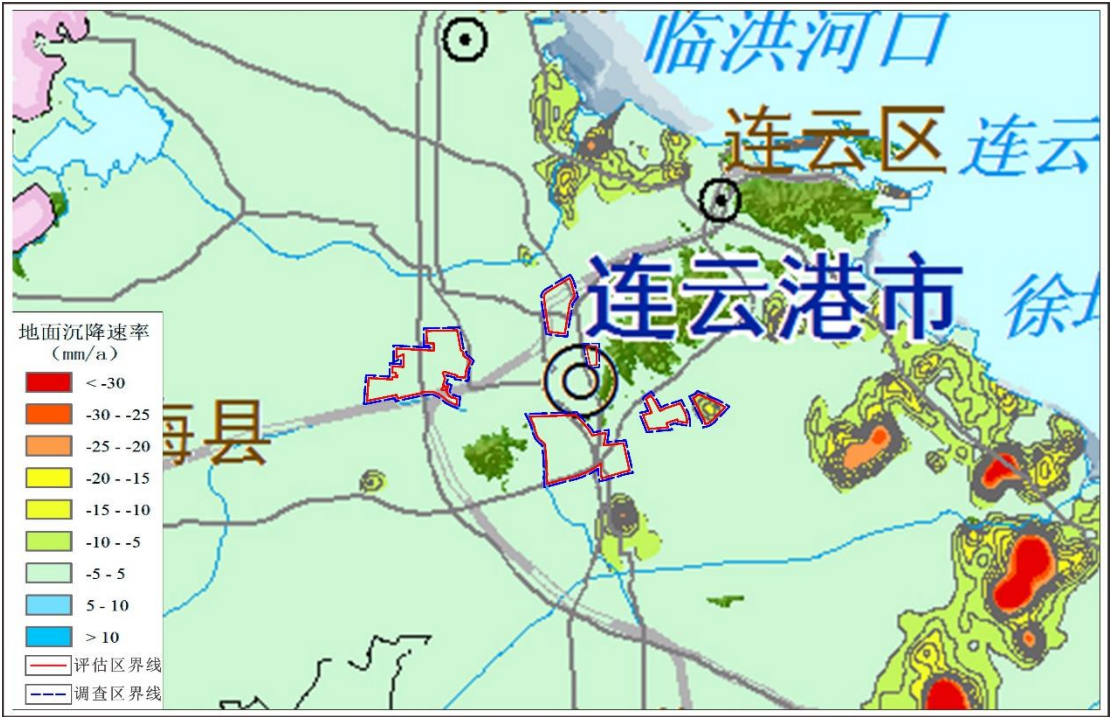 临洪河口
连云区
连云
连云港市
徐
县
地面沉降速率
(mm/a)
< -30
-30 - -25
-25 - -20
-20 - -15
-15 - -10
-10 - -5
-5 - 5
5 - 10
> 10
评估区界线
调查区界线